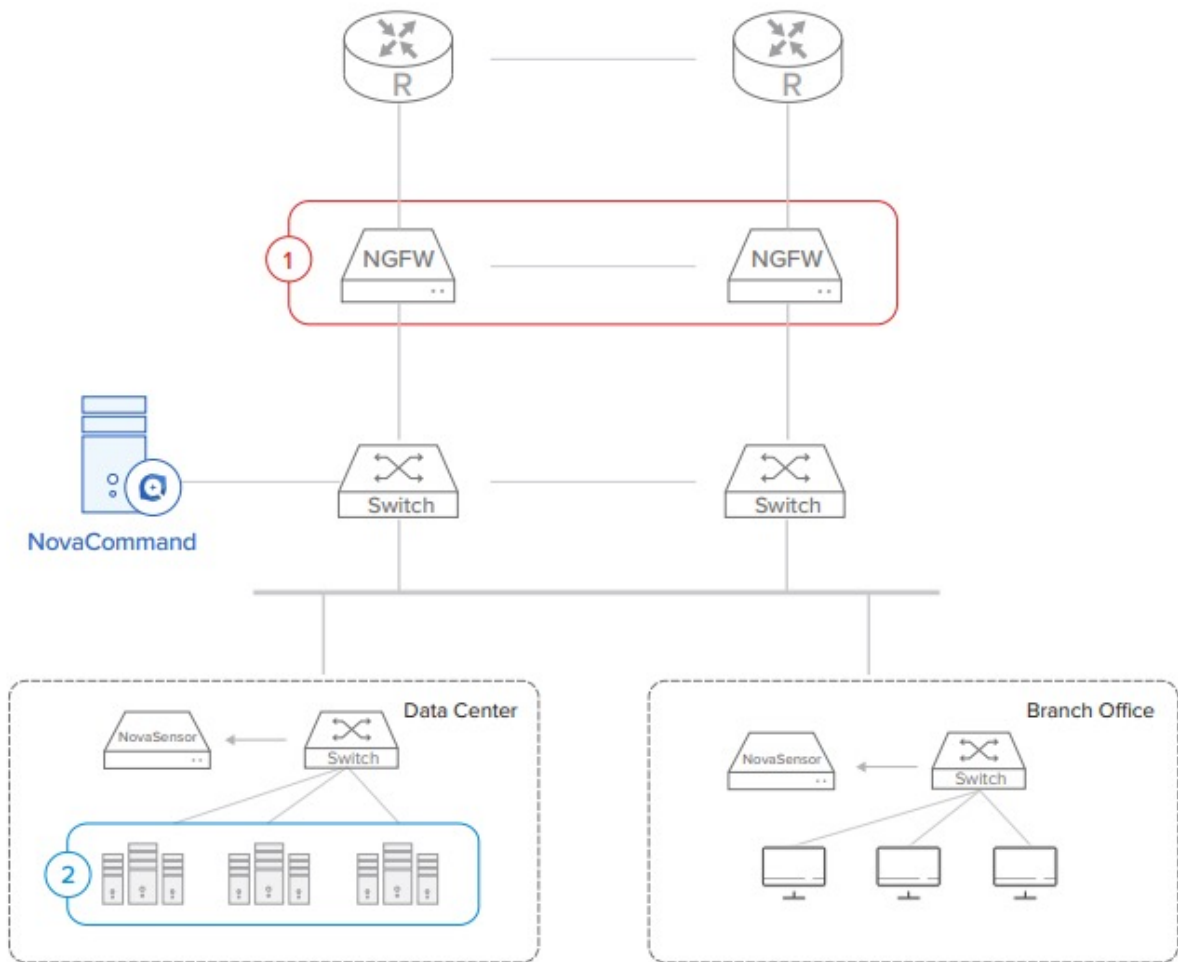 R
R
1
NGFW
NGFW
Switch
Switch
NovaCommand
Data Center
NovaSensor
Switch
2
Branch Office
NovaSensor
Switch